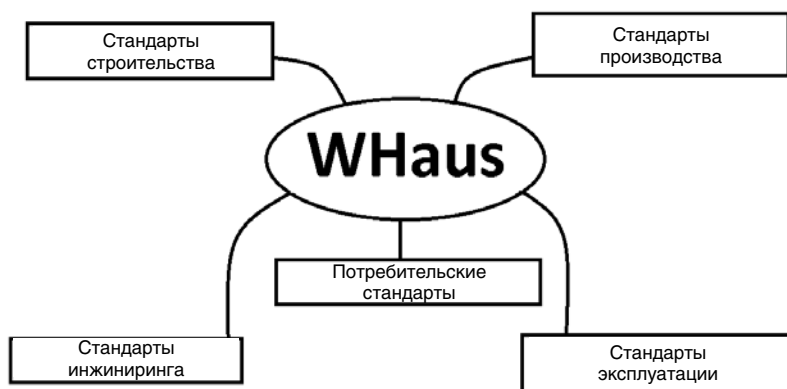 Стандарты
строительства
Стандарты
производства
WHaus
Потребительские
стандарты
Стандарты
инжиниринга
Стандарты
эксплуатации